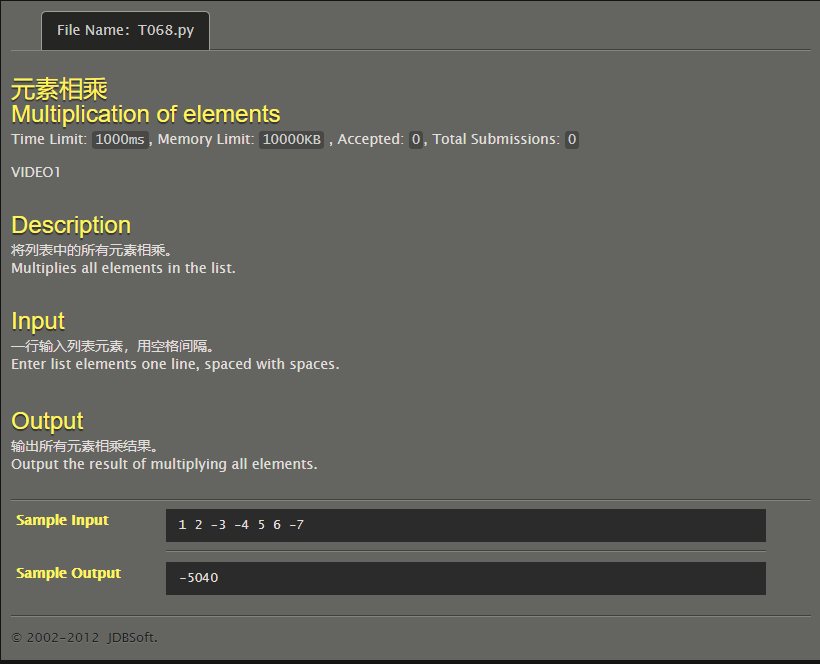 File Name: T068.py
元素相乘
Multiplication of elements
Time Limit: 1000ms, Memory Limit: 10000KB , Accepted: 0, Total Submissions: 0
VIDEO1
Description
将列表中的所有元素相乘。
Multiplies all elements in the list.
Input
一行输入列表元素，用空格间隔。
Enter list elements one line, spaced with spaces.
Output
输出所有元素相乘结果。
Output the result of multiplying all elements.
Sample Input 1 2 -3 -4 5 6 -7
Sample Output -5040
© 2002-2012 JDBSoft.